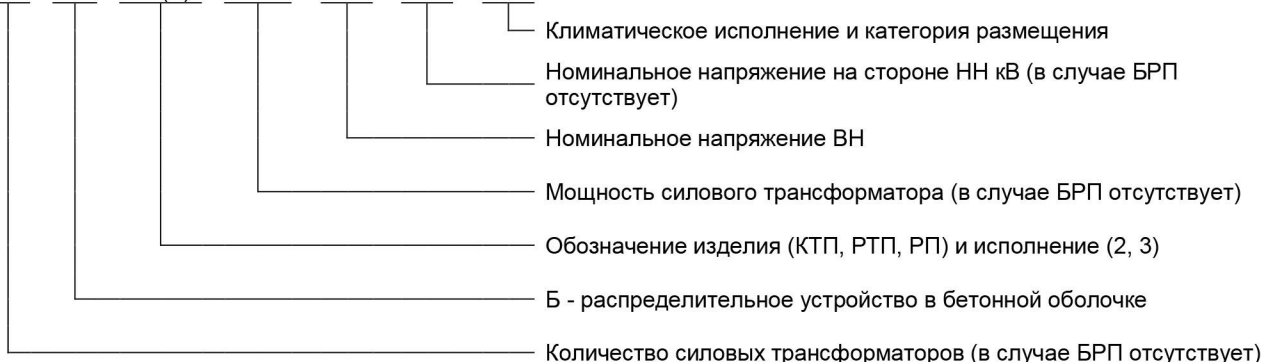 Климатическое исполнение и категория размещения
Номинальное напряжение на стороне НН кВ (в случае БРП
отсутствует)
Номинальное напряжение ВН
Мощность силового трансформатора (в случае БРП отсутствует)
Обозначение изделия (КТП, РТП, РП) и исполнение (2, 3)
Б - распределительное устройство в бетонной оболочке
Количество силовых трансформаторов (в случае БРП отсутствует)